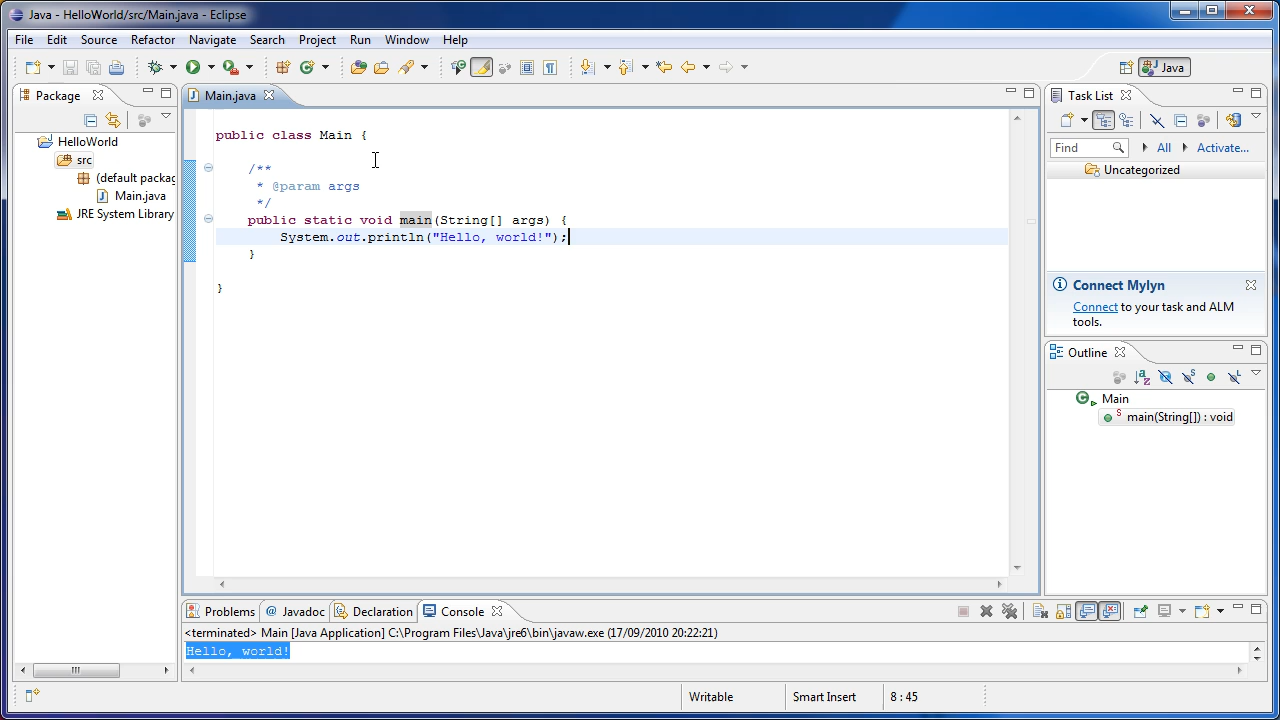 Java - HelloWorld/src/Main.java - Eclipse
File Edit Source Refactor Navigate Search Project Run Window Help
Java
Package
HelloWorld
src
(default packag
Main.java
JRE System Library
Main.java
public class Main {
/**
* @param args
*/
public static void main(String[] args) {
System.out.println("Hello, world!");
}
}
Task List
Find All Activate...
Uncategorized
Connect Mylyn
Connect to your task and ALM
tools.
Outline
Main
main(String[]) : void
Problems @ Javadoc Declaration Console
<terminated> Main [Java Application] C:\Program Files\Java\jre6\bin\javaw.exe (17/09/2010 20:22:21)
Hello, world!
Writable Smart Insert 8 : 45